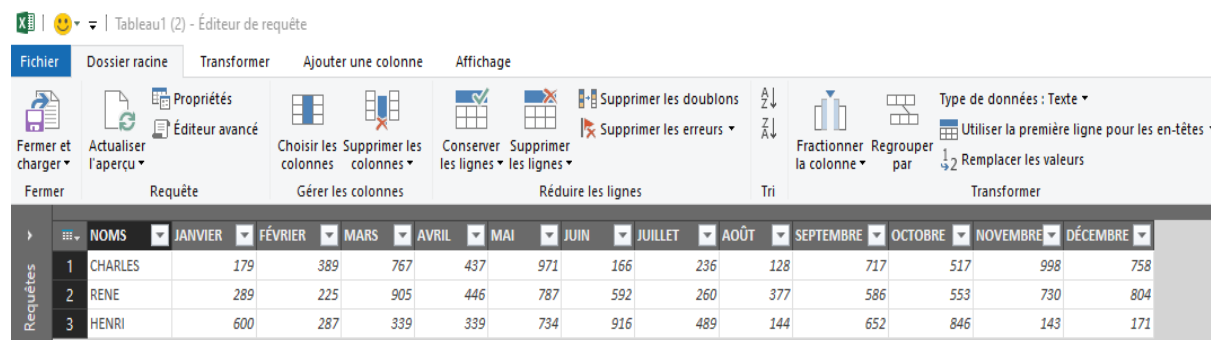 Tableau1 (2) - Éditeur de requête
Fichier Dossier racine Transformer Ajouter une colonne Affichage
Fermer et charger
Actualiser l'aperçu
Propriétés
Éditeur avancé
Choisir les colonnes
Supprimer les colonnes
Conserver les lignes
Supprimer les lignes
Supprimer les doublons
Supprimer les erreurs
Fractionner la colonne
Regrouper par
Type de données : Texte
Utiliser la première ligne pour les en-têtes
Remplacer les valeurs
Fermer Requête Gérer les colonnes Réduire les lignes Tri Transformer
Requêtes
NOMS JANVIER FÉVRIER MARS AVRIL MAI JUIN JUILLET AOÛT SEPTEMBRE OCTOBRE NOVEMBRE DÉCEMBRE
1 CHARLES 179 389 767 437 971 166 236 128 717 517 998 758
2 RENE 289 225 905 446 787 592 260 377 586 553 730 804
3 HENRI 600 287 339 339 734 916 489 144 652 846 143 171